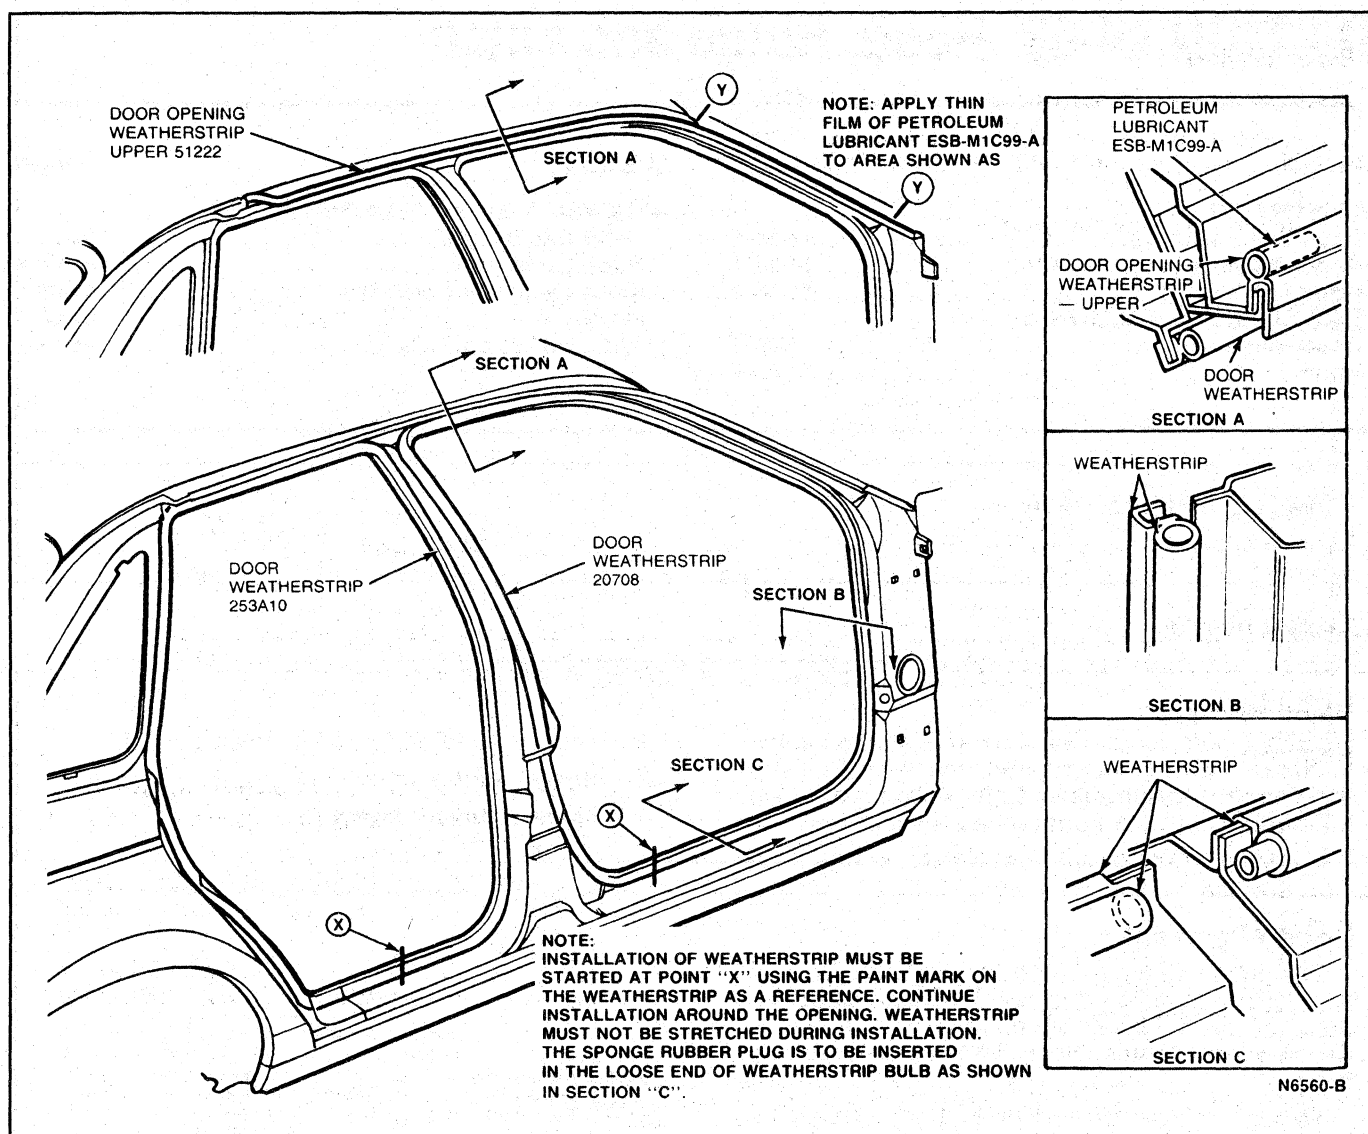 DOOR OPENING
WEATHERSTRIP
UPPER 51222
SECTION A
Y
NOTE: APPLY THIN
FILM OF PETROLEUM
LUBRICANT ESB-M1C99-A
TO AREA SHOWN AS
Y
PETROLEUM
LUBRICANT
ESB-M1C99-A
DOOR OPENING
WEATHERSTRIP
— UPPER
DOOR
WEATHERSTRIP
SECTION A
SECTION A
DOOR
WEATHERSTRIP
253A10
DOOR
WEATHERSTRIP
20708
SECTION B
WEATHERSTRIP
SECTION B
SECTION C
X
X
WEATHERSTRIP
SECTION C
NOTE:
INSTALLATION OF WEATHERSTRIP MUST BE
STARTED AT POINT "X" USING THE PAINT MARK ON
THE WEATHERSTRIP AS A REFERENCE. CONTINUE
INSTALLATION AROUND THE OPENING. WEATHERSTRIP
MUST NOT BE STRETCHED DURING INSTALLATION.
THE SPONGE RUBBER PLUG IS TO BE INSERTED
IN THE LOOSE END OF WEATHERSTRIP BULB AS SHOWN
IN SECTION "C".
N6560-B